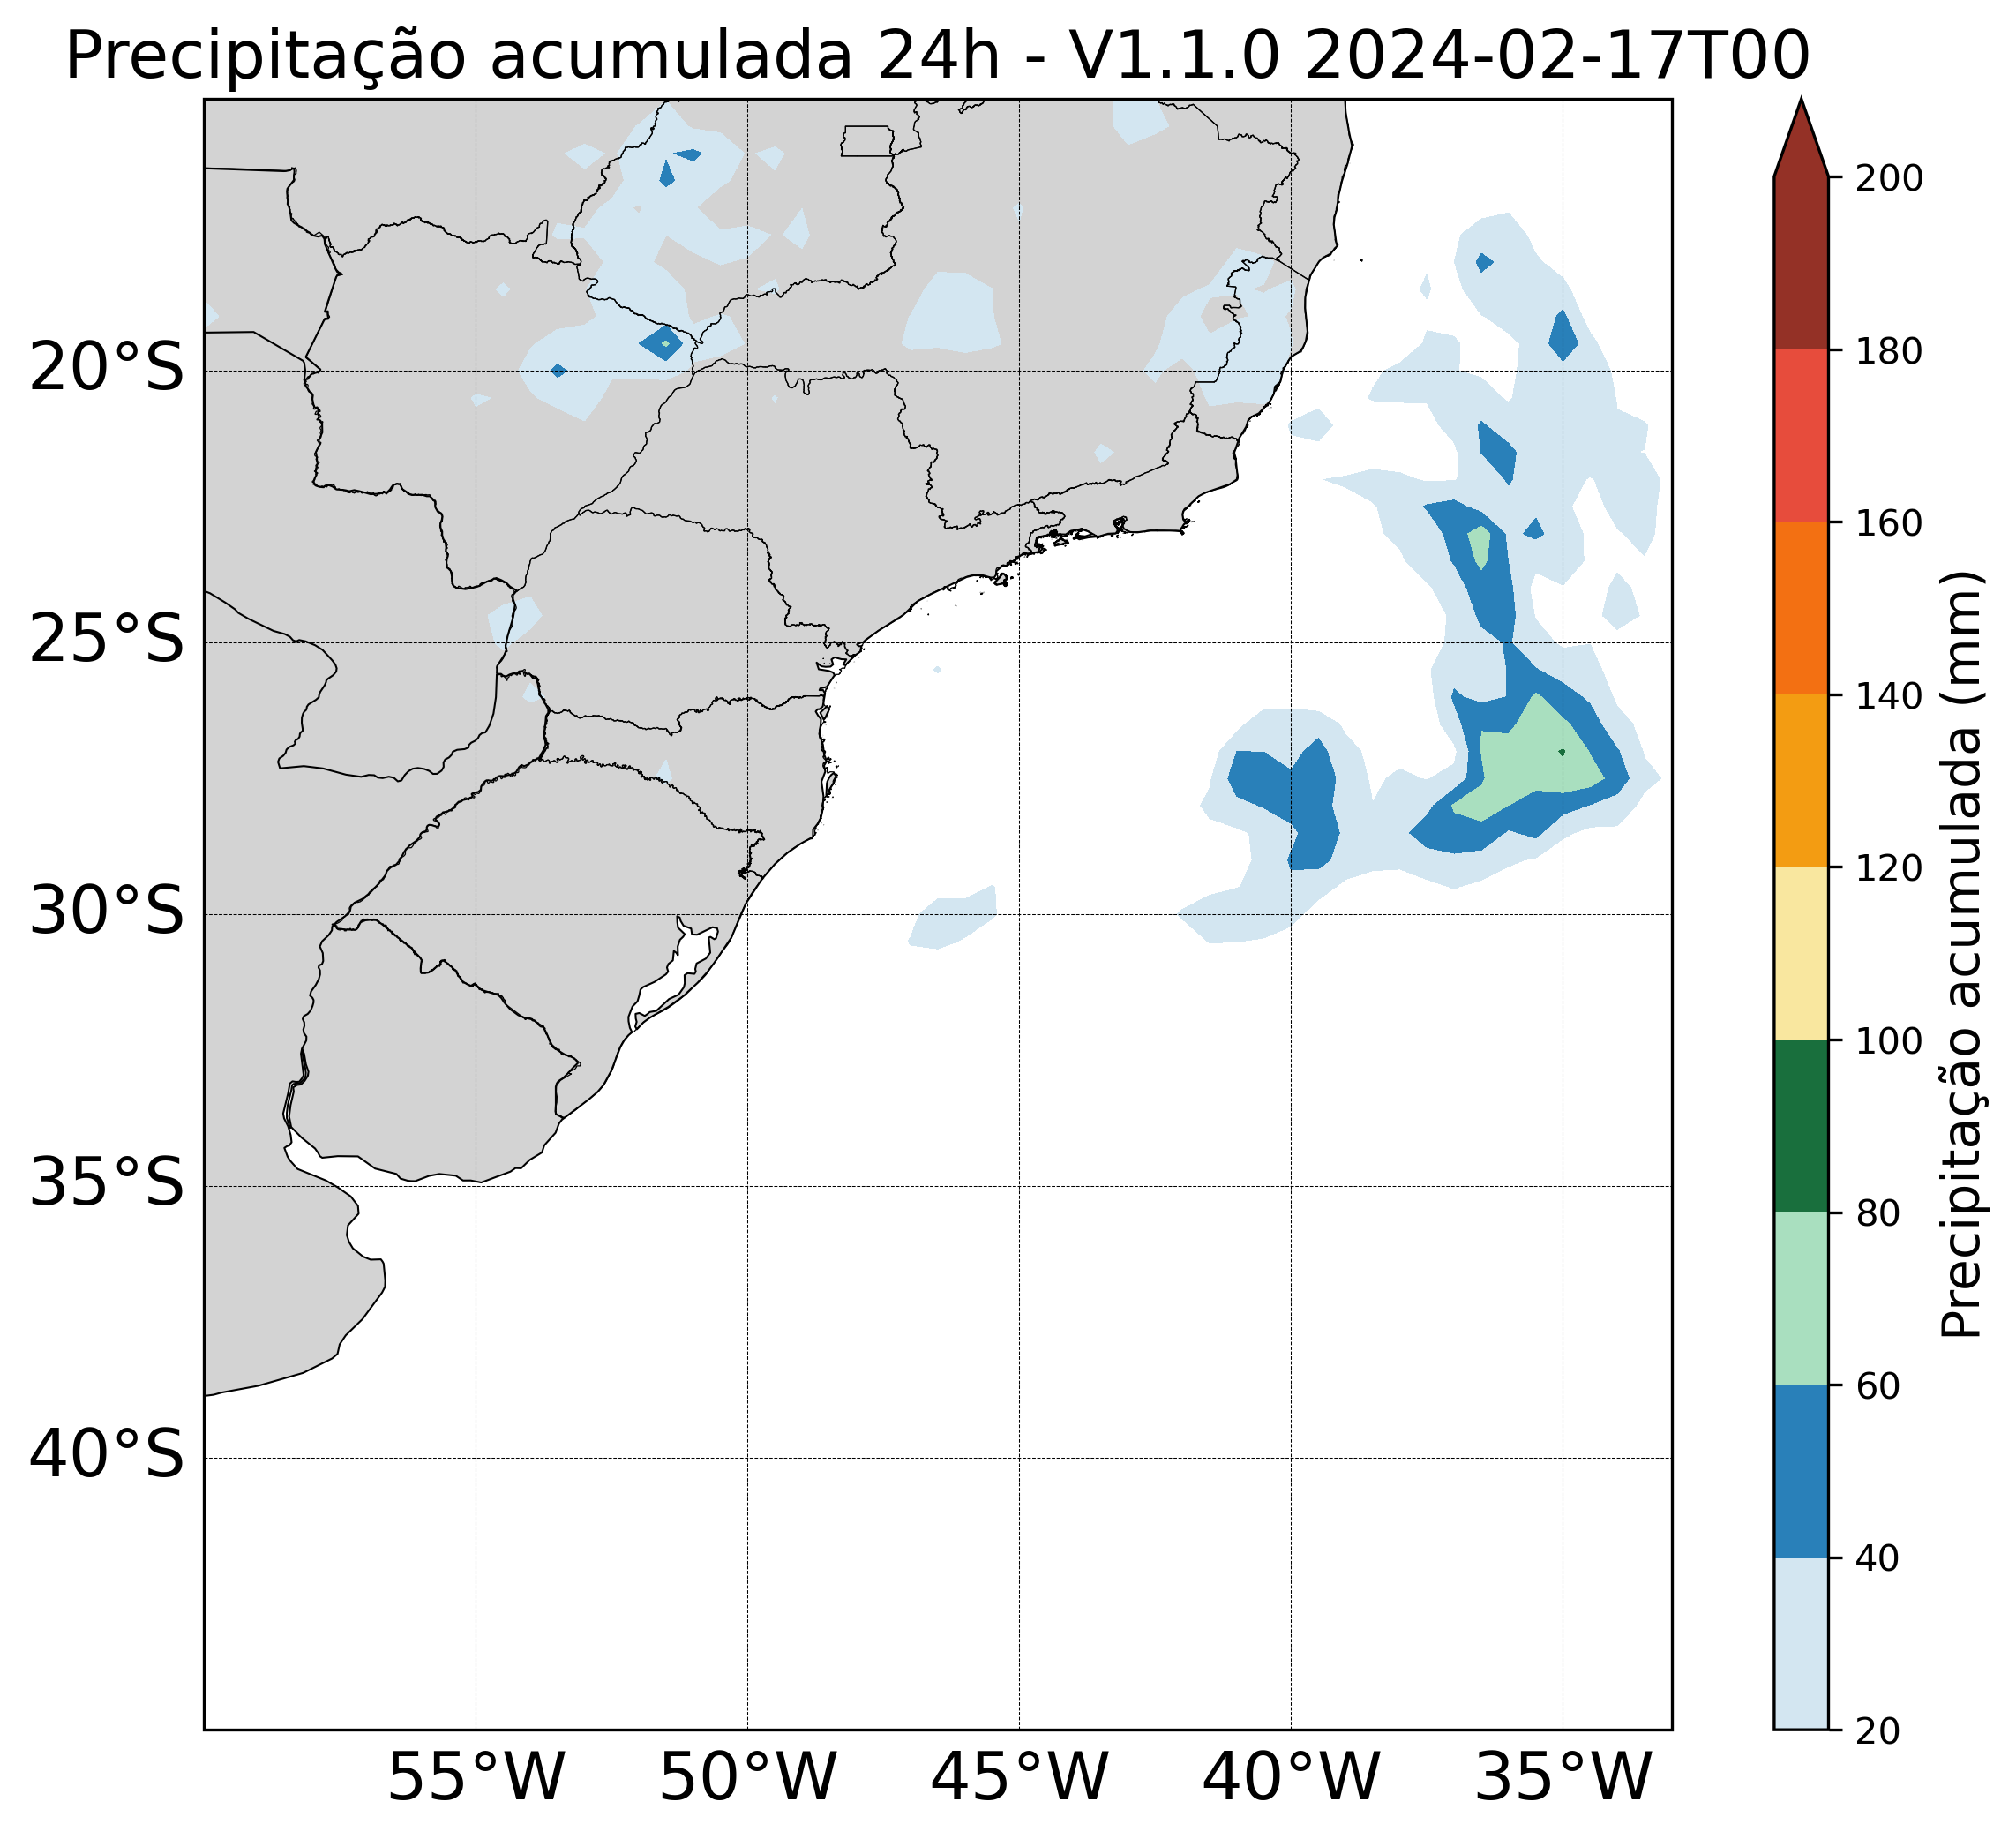 Precipitação acumulada 24h - V1.1.0 2024-02-17T00
20°S
25°S
30°S
35°S
40°S
55°W
50°W
45°W
40°W
35°W
200
180
160
140
120
100
80
60
40
20
Precipitação acumulada (mm)